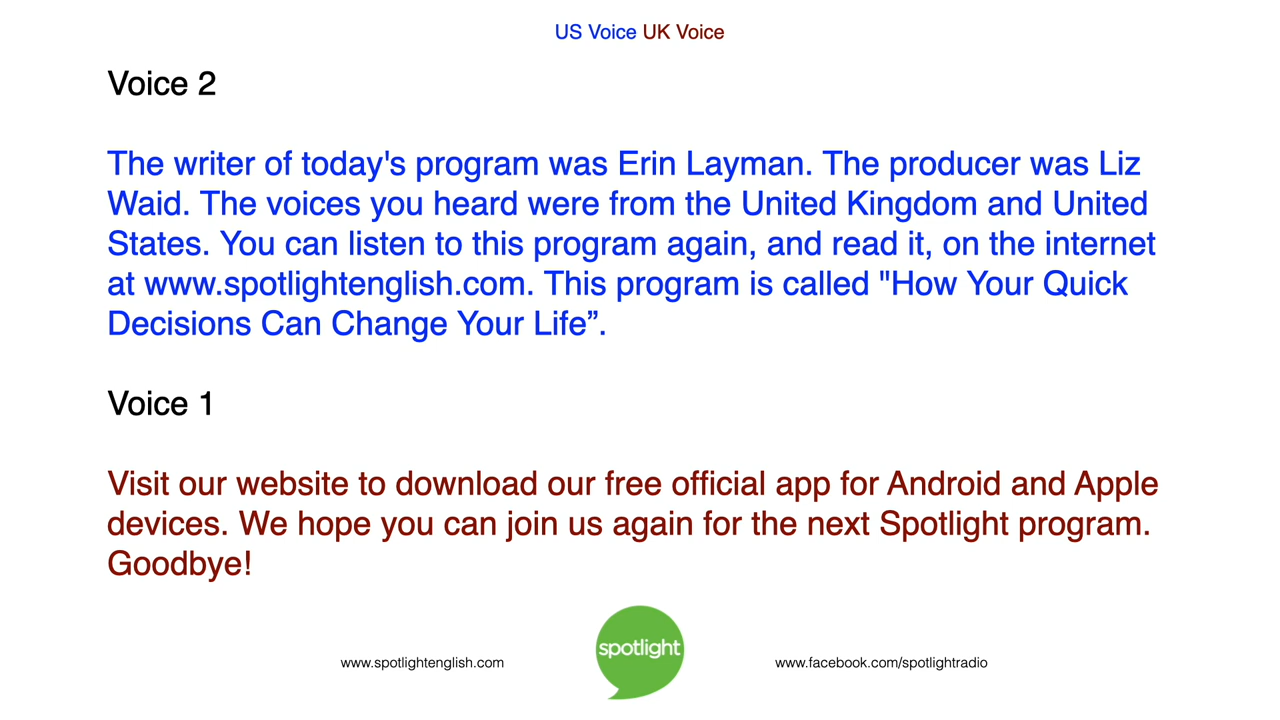 US Voice UK Voice
Voice 2
The writer of today's program was Erin Layman. The producer was Liz
Waid. The voices you heard were from the United Kingdom and United
States. You can listen to this program again, and read it, on the internet
at www.spotlightenglish.com. This program is called "How Your Quick
Decisions Can Change Your Life”.
Voice 1
Visit our website to download our free official app for Android and Apple
devices. We hope you can join us again for the next Spotlight program.
Goodbye!
www.spotlightenglish.com
spotlight
www.facebook.com/spotlightradio